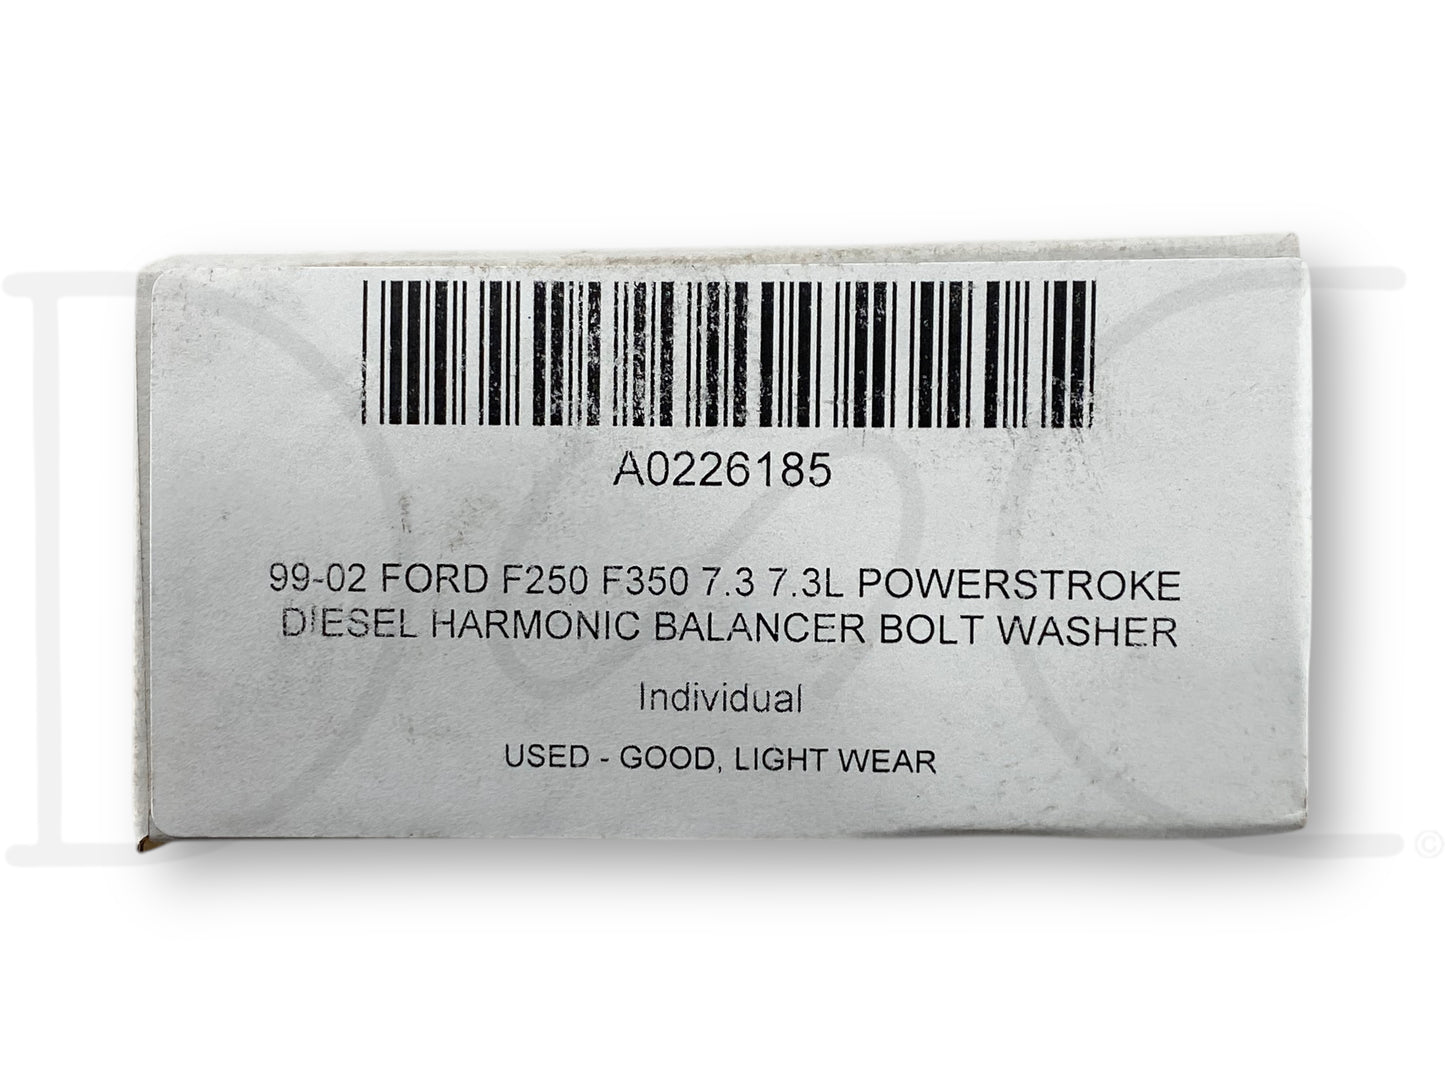 A0226185
99-02 FORD F250 F350 7.3 7.3L POWERSTROKE
DIESEL HARMONIC BALANCER BOLT WASHER
Individual
USED - GOOD, LIGHT WEAR
©